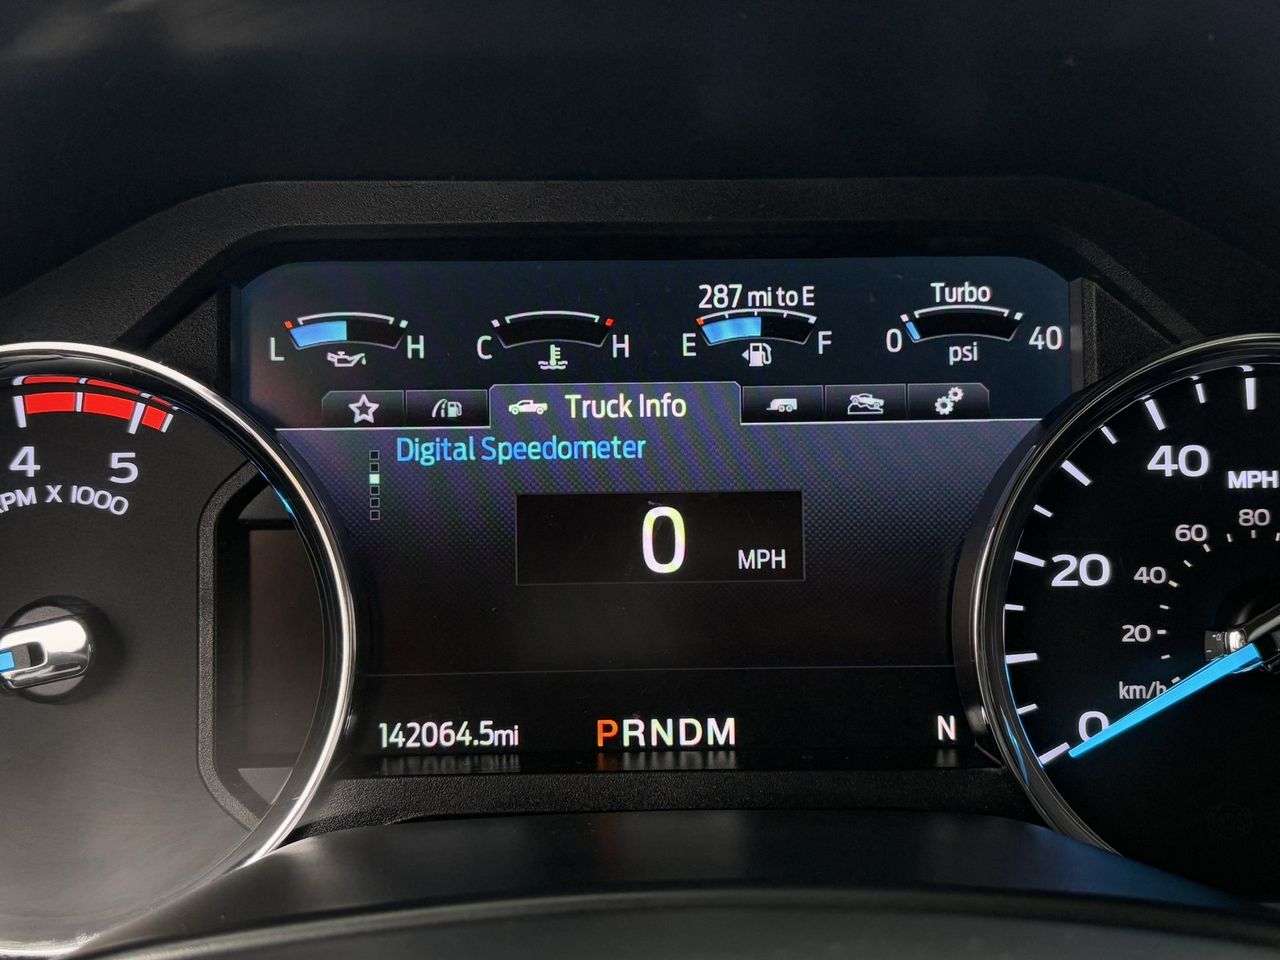 287 mi to E
Turbo
L H
C H
E F
0 40
psi
Truck Info
Digital Speedometer
0 MPH
142064.5mi
PRNDM
N
4 5
PM X 1000
40 MPH
20
0
80
60
40
20
km/h